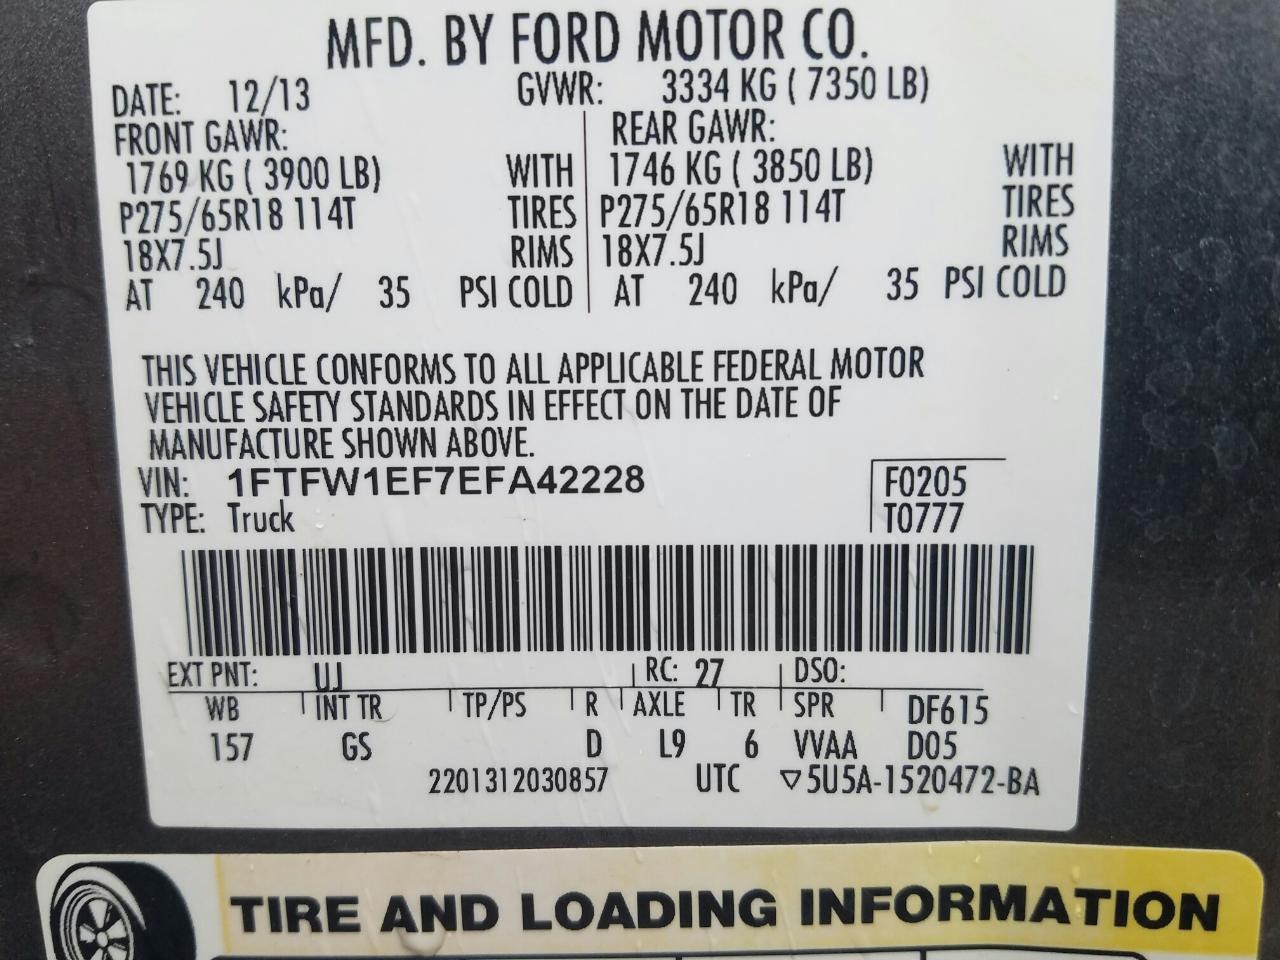 MFD. BY FORD MOTOR CO.
DATE: 12/13 GVWR: 3334 KG ( 7350 LB)
FRONT GAWR: REAR GAWR:
1769 KG ( 3900 LB) WITH 1746 KG ( 3850 LB) WITH
P275/65R18 114T TIRES P275/65R18 114T TIRES
18X7.5J RIMS 18X7.5J RIMS
AT 240 kPa/ 35 PSI COLD AT 240 kPa/ 35 PSI COLD
THIS VEHICLE CONFORMS TO ALL APPLICABLE FEDERAL MOTOR
VEHICLE SAFETY STANDARDS IN EFFECT ON THE DATE OF
MANUFACTURE SHOWN ABOVE.
VIN: 1FTFW1EF7EFA42228 F0205
TYPE: Truck T0777
EXT PNT: UJ RC: 27 DSO:
WB INT TR TP/PS R AXLE TR SPR DF615
157 GS D L9 6 VVAA D05
2201312030857 UTC ▽5U5A-1520472-BA
TIRE AND LOADING INFORMATION